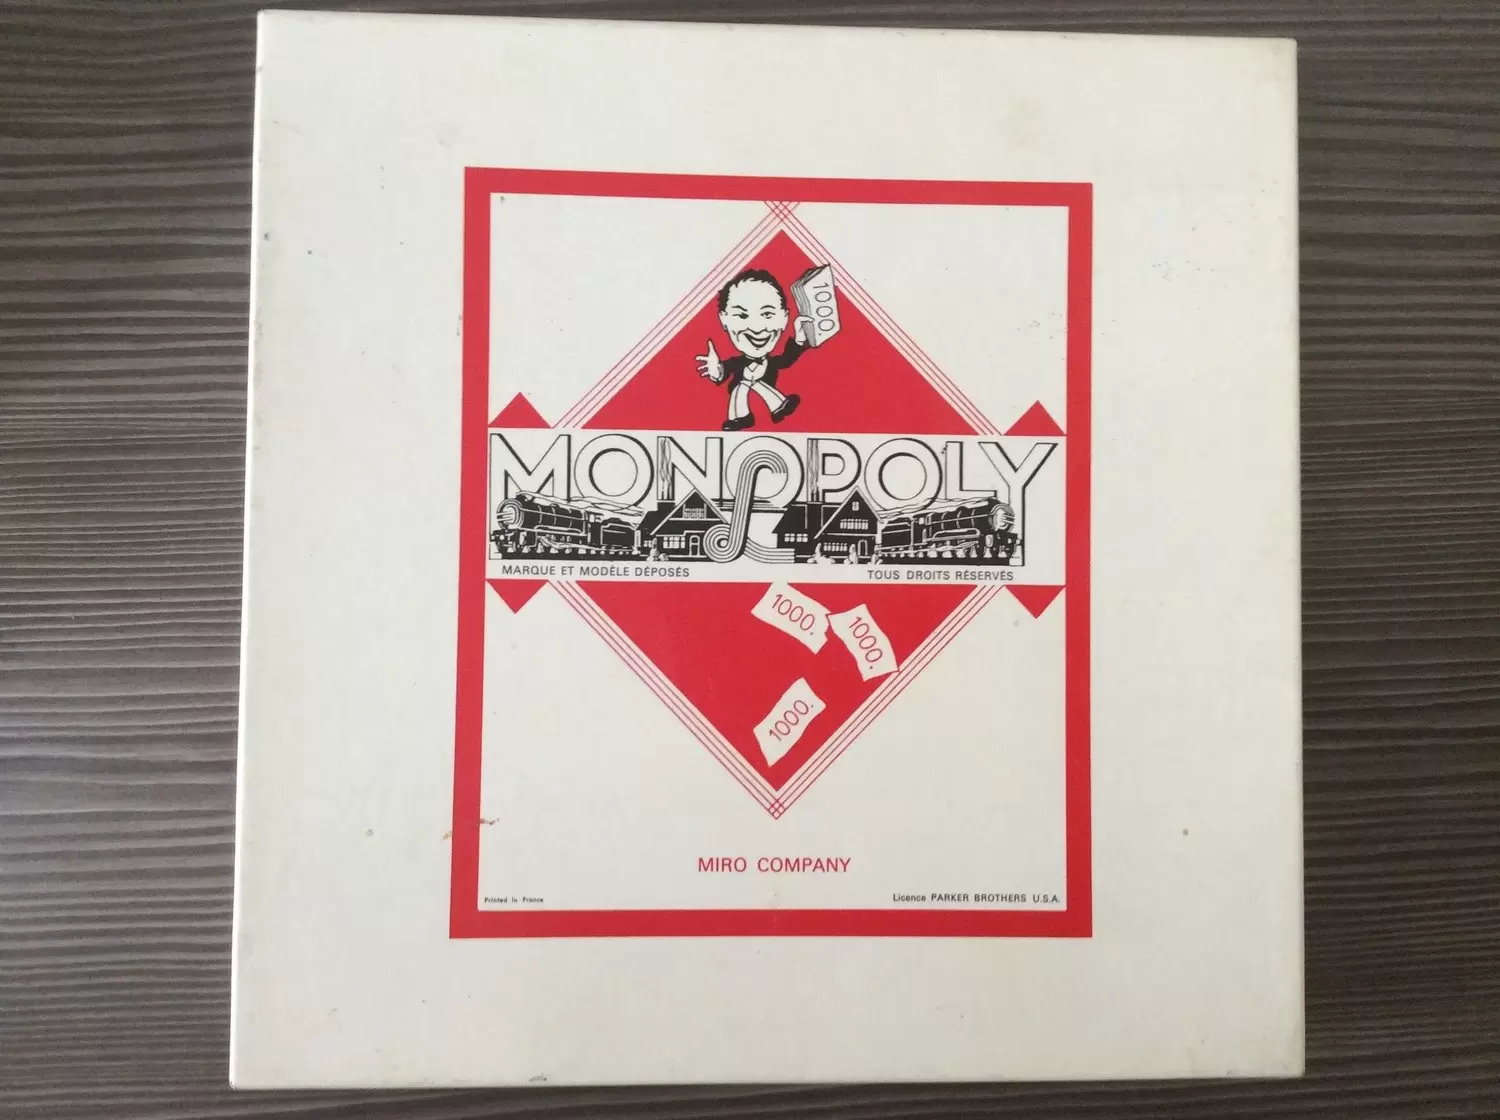 1000.
MONOPOLY
MARQUE ET MODÈLE DÉPOSÉS
TOUS DROITS RÉSERVÉS
1000.
1000.
1000.
MIRO COMPANY
Printed in France
Licence PARKER BROTHERS U.S.A.